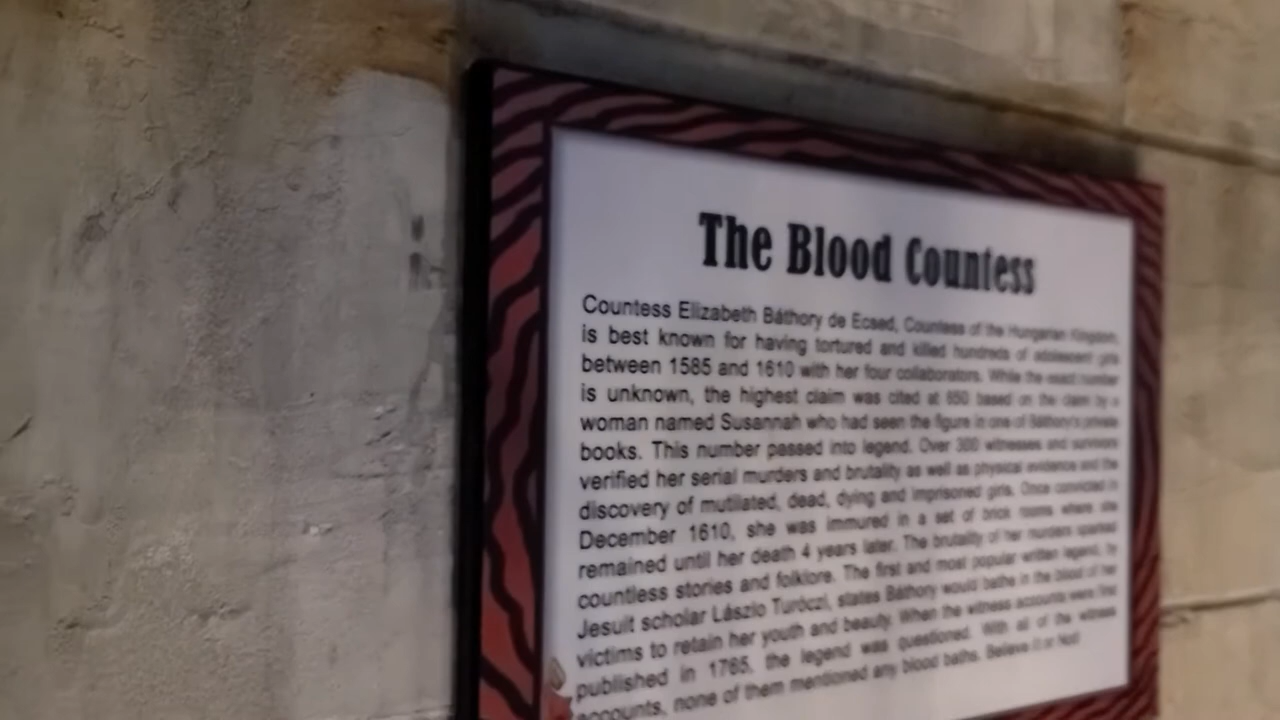 The Blood Countess
Countess Elizabeth Báthory de Ecsed, Countess of the Hungarian Kingdom,
is best known for having tortured and killed hundreds of adolescent girls
between 1585 and 1610 with her four collaborators. While the exact number
is unknown, the highest claim was cited at 650 based on the claim by a
woman named Susannah who had seen the figure in one of Báthory's private
books. This number passed into legend. Over 300 witnesses and survivors
verified her serial murders and brutality as well as physical evidence and the
discovery of mutilated, dead, dying and imprisoned girls. Once convicted in
December 1610, she was immured in a set of brick rooms where she
remained until her death 4 years later. The brutality of her murders sparked
countless stories and folklore. The first and most popular written legend, by
Jesuit scholar László Turóczi, states Báthory would bathe in the blood of her
victims to retain her youth and beauty. When the witness accounts were first
published in 1765, the legend was questioned. With all of the witness
accounts, none of them mentioned any blood baths. Believe It or Not!